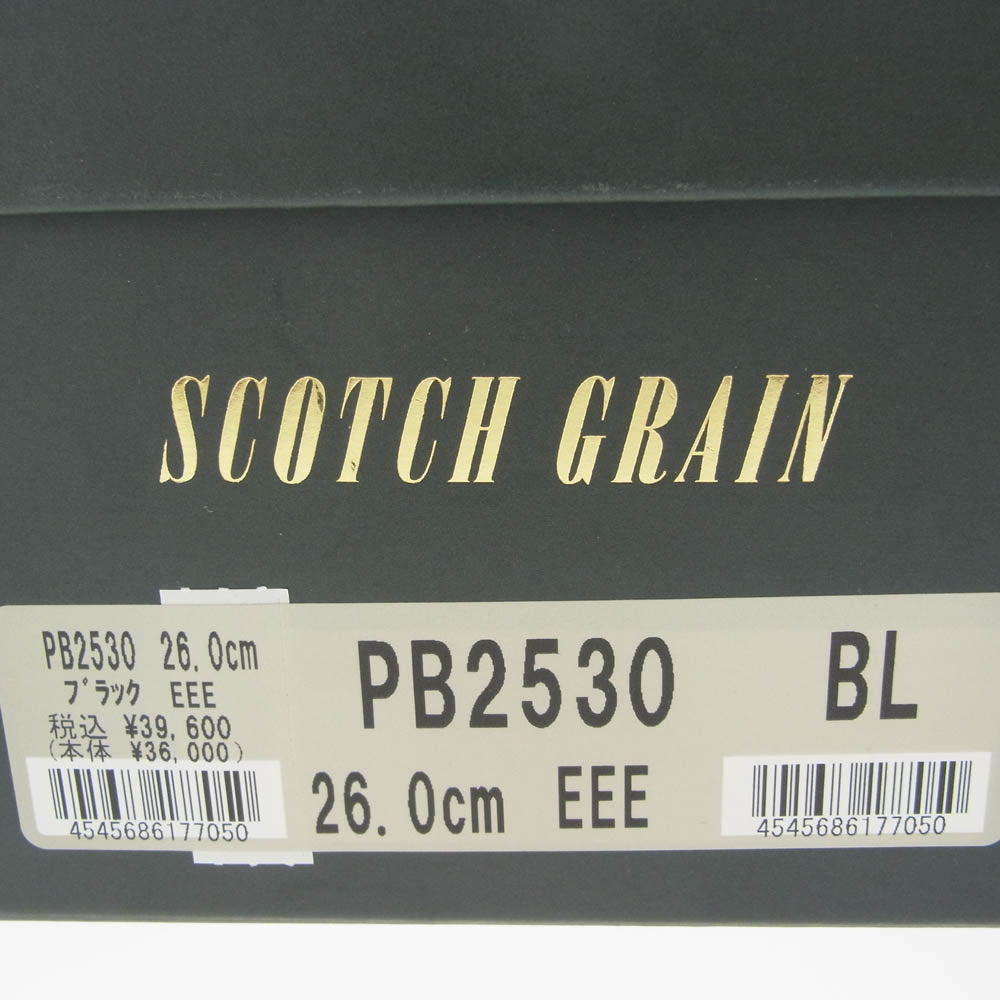 SCOTCH GRAIN
PB2530 26.0cm
ブラック EEE
税込 ¥39,600
(本体 ¥36,000)
4545686177050
PB2530 BL
26.0cm EEE
4545686177050